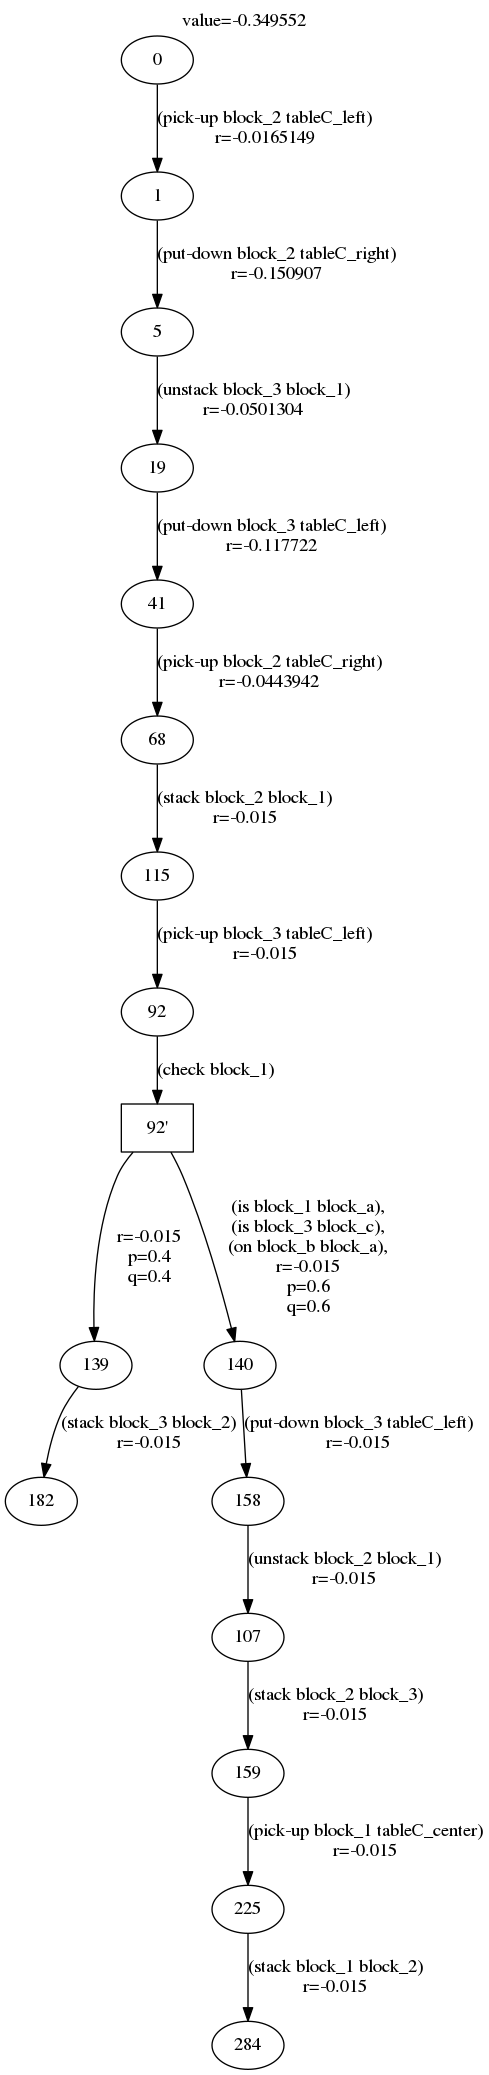 value=-0.349552
0
(pick-up block_2 tableC_left)
r=-0.0165149
1
(put-down block_2 tableC_right)
r=-0.150907
5
(unstack block_3 block_1)
r=-0.0501304
19
(put-down block_3 tableC_left)
r=-0.117722
41
(pick-up block_2 tableC_right)
r=-0.0443942
68
(stack block_2 block_1)
r=-0.015
115
(pick-up block_3 tableC_left)
r=-0.015
92
(check block_1)
92'
r=-0.015
p=0.4
q=0.4
(is block_1 block_a),
(is block_3 block_c),
(on block_b block_a),
r=-0.015
p=0.6
q=0.6
139
140
(stack block_3 block_2)
r=-0.015
(put-down block_3 tableC_left)
r=-0.015
182
158
(unstack block_2 block_1)
r=-0.015
107
(stack block_2 block_3)
r=-0.015
159
(pick-up block_1 tableC_center)
r=-0.015
225
(stack block_1 block_2)
r=-0.015
284